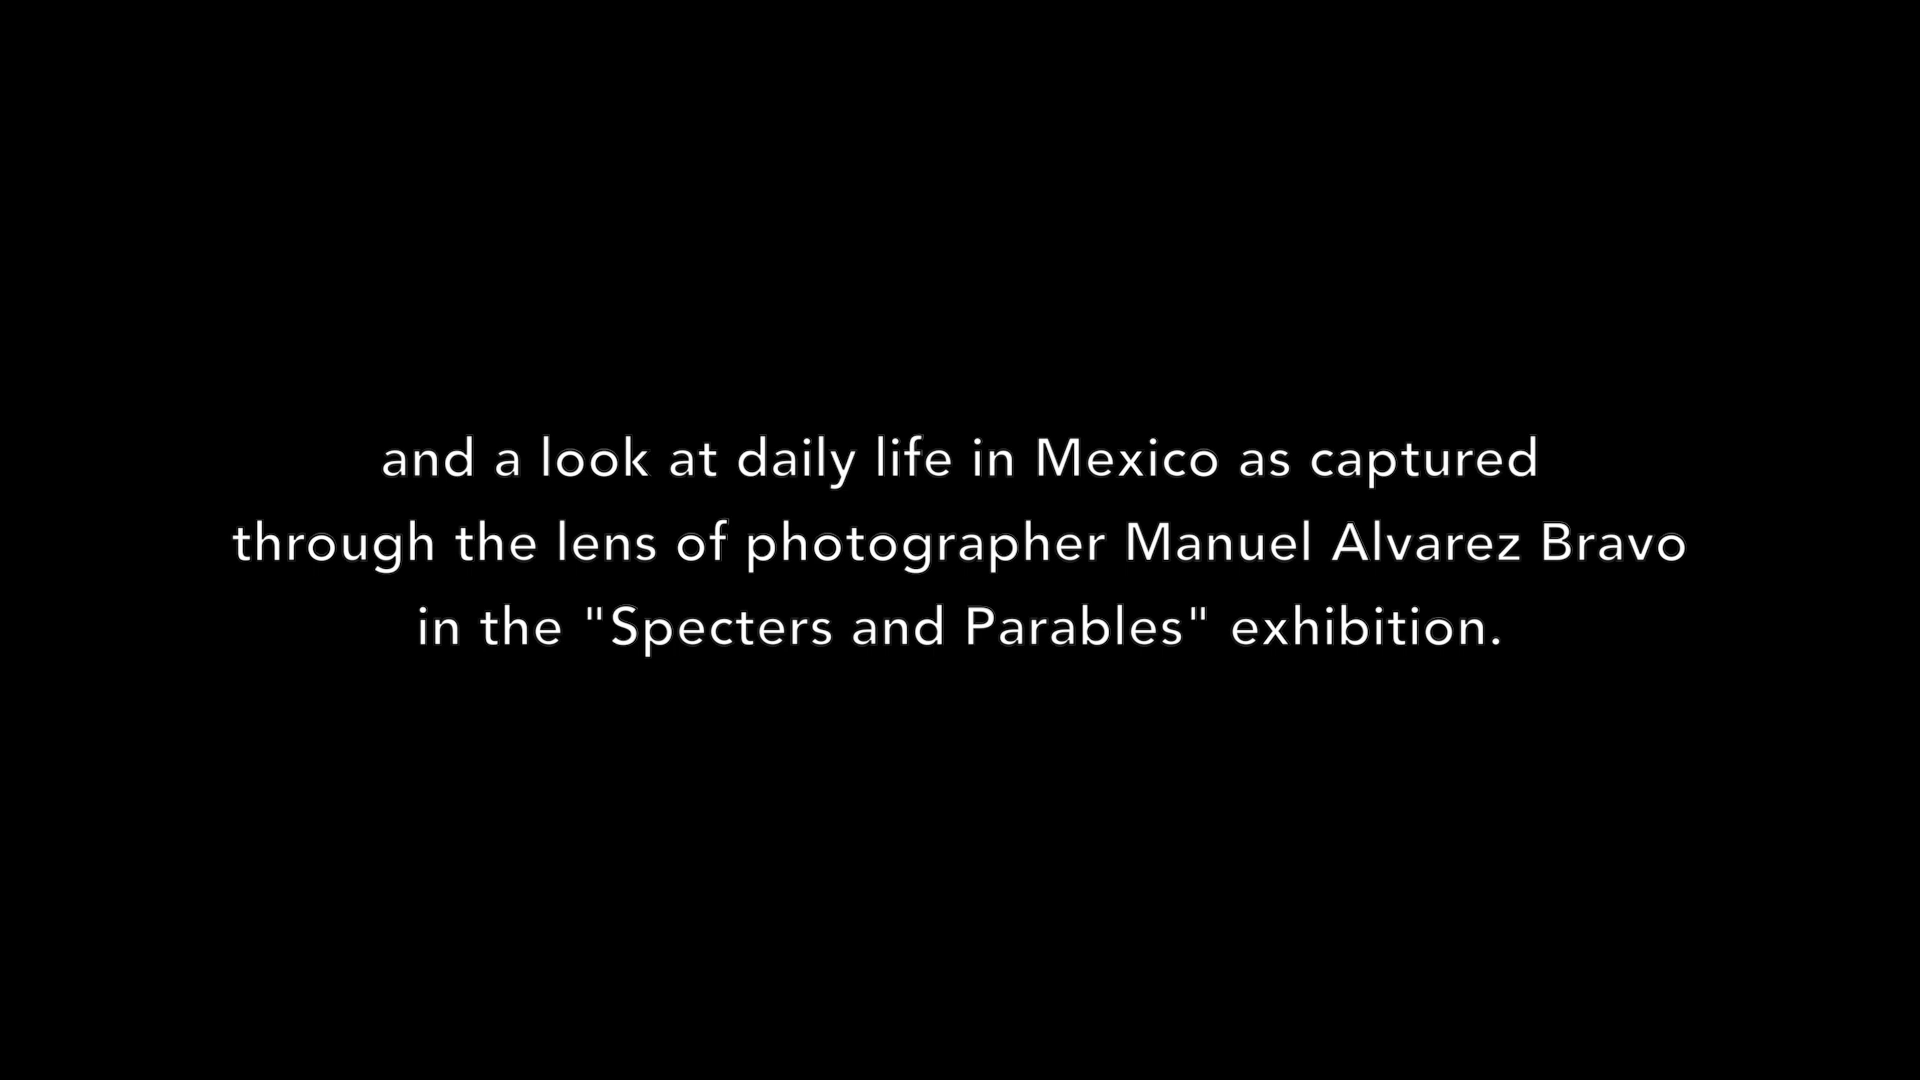 and a look at daily life in Mexico as captured
through the lens of photographer Manuel Alvarez Bravo
in the "Specters and Parables" exhibition.